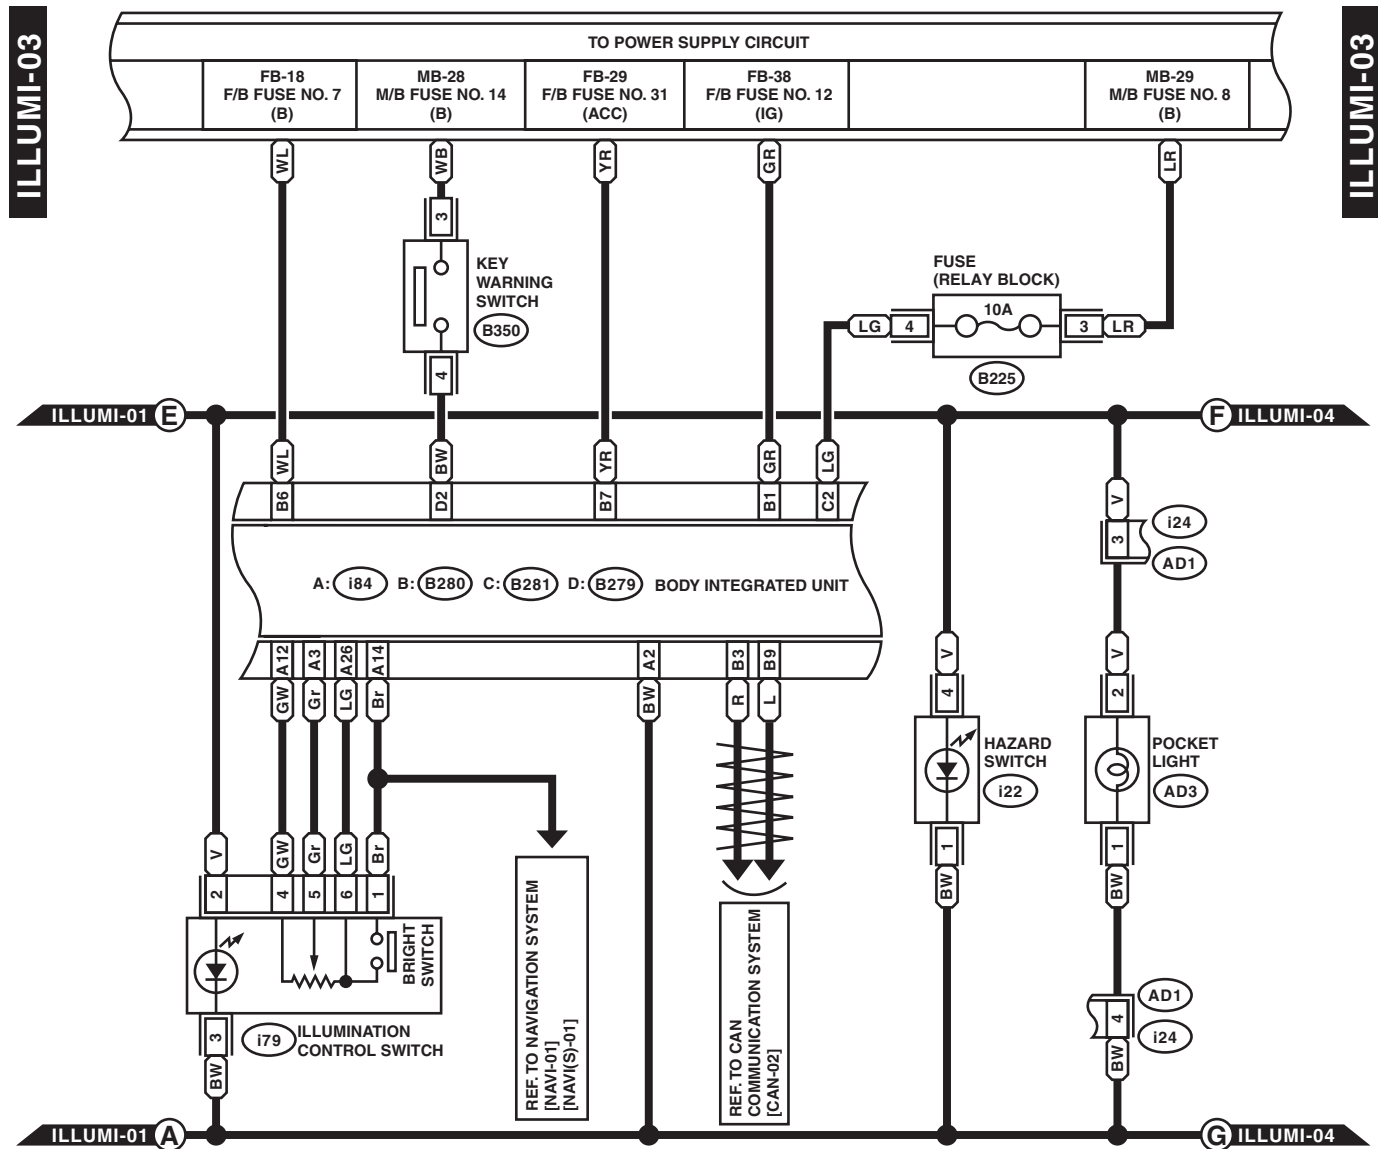 ILLUMI-03
ILLUMI-03
TO POWER SUPPLY CIRCUIT
FB-18
F/B FUSE NO. 7
(B)
MB-28
M/B FUSE NO. 14
(B)
FB-29
F/B FUSE NO. 31
(ACC)
FB-38
F/B FUSE NO. 12
(IG)
MB-29
M/B FUSE NO. 8
(B)
WL
WB
YR
GR
LR
3
KEY
WARNING
SWITCH
B350
4
FUSE
(RELAY BLOCK)
10A
LG
4
3
LR
B225
ILLUMI-01
E
F
ILLUMI-04
WL
BW
YR
GR
LG
B6
D2
B7
B1
C2
A: i84 B: B280 C: B281 D: B279 BODY INTEGRATED UNIT
V
3
i24
AD1
A12
A3
A26
A14
A2
B3
B9
GW
Gr
LG
Br
BW
R
L
V
4
V
2
HAZARD
SWITCH
i22
POCKET
LIGHT
AD3
1
BW
1
BW
V
GW
Gr
LG
Br
2
4
5
6
1
BRIGHT
SWITCH
3
BW
i79
ILLUMINATION
CONTROL SWITCH
REF. TO NAVIGATION SYSTEM
[NAVI-01]
[NAVI(S)-01]
REF. TO CAN
COMMUNICATION SYSTEM
[CAN-02]
AD1
4
i24
BW
ILLUMI-01
A
G
ILLUMI-04